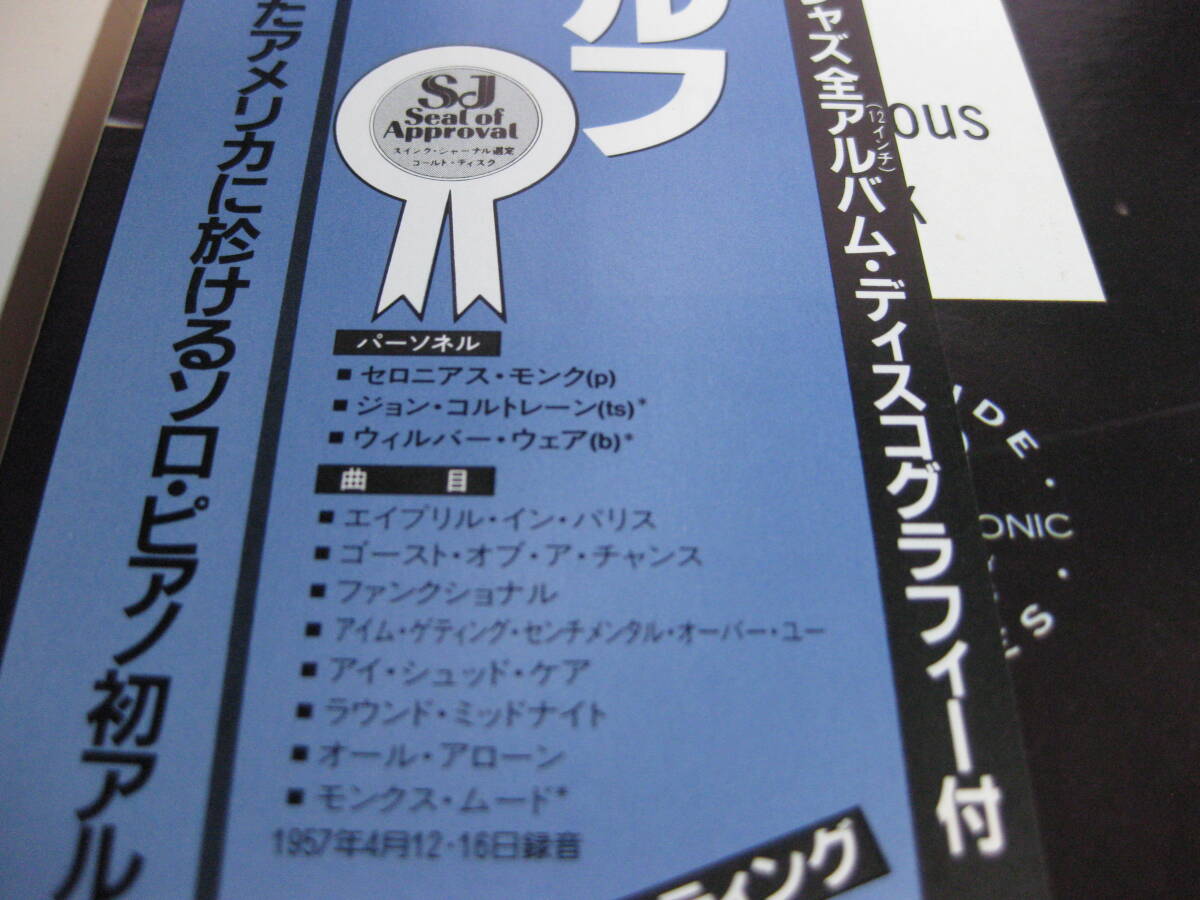 たアメリカに於けるソロ・ピアノ初アル
ルフ
SJ
Seal of
Approval
スイング・ジャーナル選定
ゴールド・ディスク
パーソネル
■ セロニアス・モンク(p)
■ ジョン・コルトレーン(ts)*
■ ウィルバー・ウェア(b)*
曲 目
■ エイプリル・イン・パリス
■ ゴースト・オブ・ア・チャンス
■ ファンクショナル
■ アイム・ゲティング・センチメンタル・オーバー・ユー
■ アイ・シュッド・ケア
■ ラウンド・ミッドナイト
■ オール・アローン
■ モンクス・ムード*
1957年4月12・16日録音
ティング
ジャズ全アルバム・ディスコグラフィー付
(12インチ)
ous
K
IDE・
ONIC
ES・